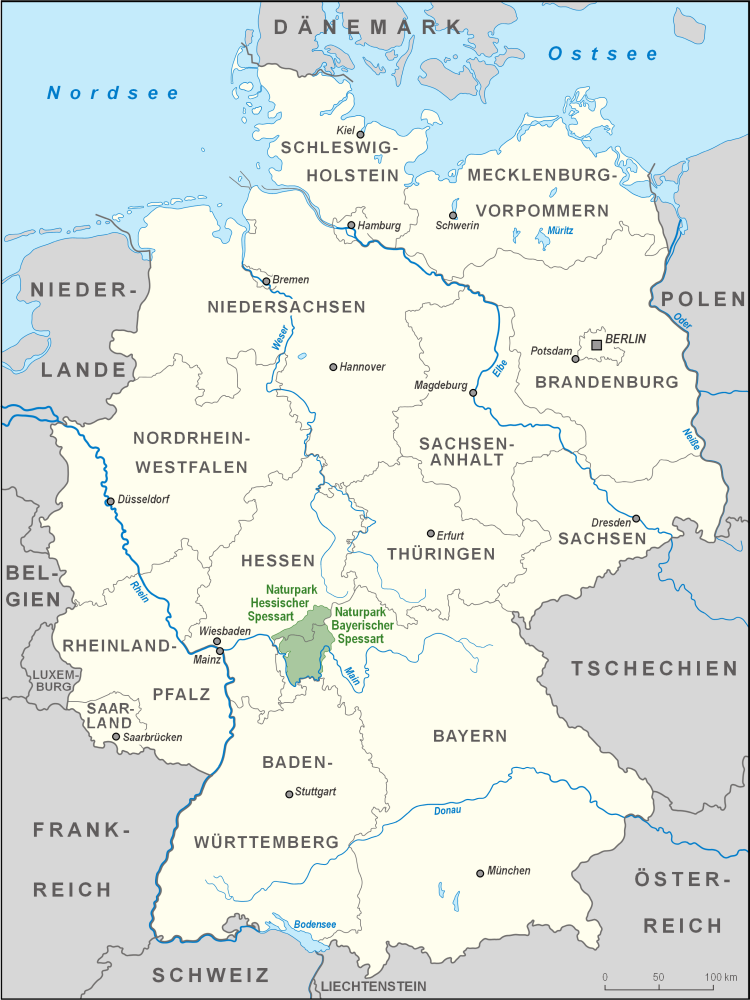 DÄNEMARK
Ostsee
Nordsee
Kiel
SCHLESWIG-
HOLSTEIN
MECKLENBURG-
VORPOMMERN
Schwerin
Müritz
Hamburg
Bremen
NIEDERSACHSEN
NIEDER-
LANDE
POLEN
Oder
Weser
Hannover
BERLIN
Potsdam
BRANDENBURG
Elbe
Magdeburg
NORDRHEIN-
WESTFALEN
SACHSEN-
ANHALT
Neiße
Düsseldorf
Dresden
SACHSEN
Erfurt
THÜRINGEN
HESSEN
BEL-
GIEN
Rhein
Naturpark
Hessischer
Spessart
Naturpark
Bayerischer
Spessart
Wiesbaden
Mainz
Main
RHEINLAND-
PFALZ
LUXEM-
BURG
SAAR-
LAND
Saarbrücken
TSCHECHIEN
BAYERN
BADEN-
WÜRTTEMBERG
Stuttgart
Donau
FRANK-
REICH
München
ÖSTER-
REICH
Bodensee
SCHWEIZ
LIECHTENSTEIN
0 50 100 km